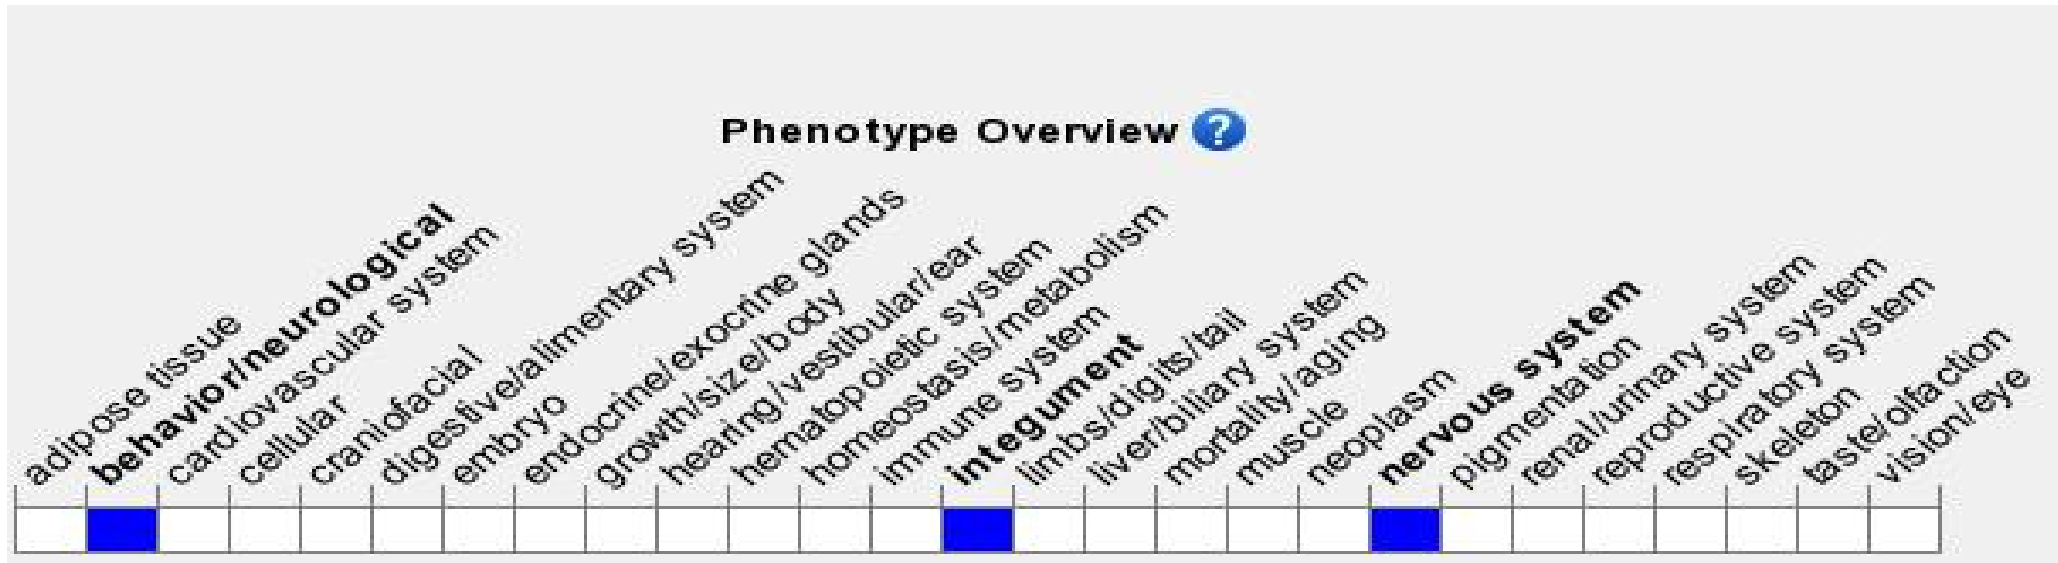 Phenotype Overview ?
adipose tissue
behavior/neurological
cardiovascular system
cellular
craniofacial
digestive/alimentary system
embryo
endocrine/exocrine glands
growth/size/body
hearing/vestibular/ear
hematopoietic system
homeostasis/metabolism
immune system
integument
limbs/digits/tail
liver/biliary system
mortality/aging
muscle
neoplasm
nervous system
pigmentation
renal/urinary system
reproductive system
respiratory system
skeleton
taste/olfaction
vision/eye